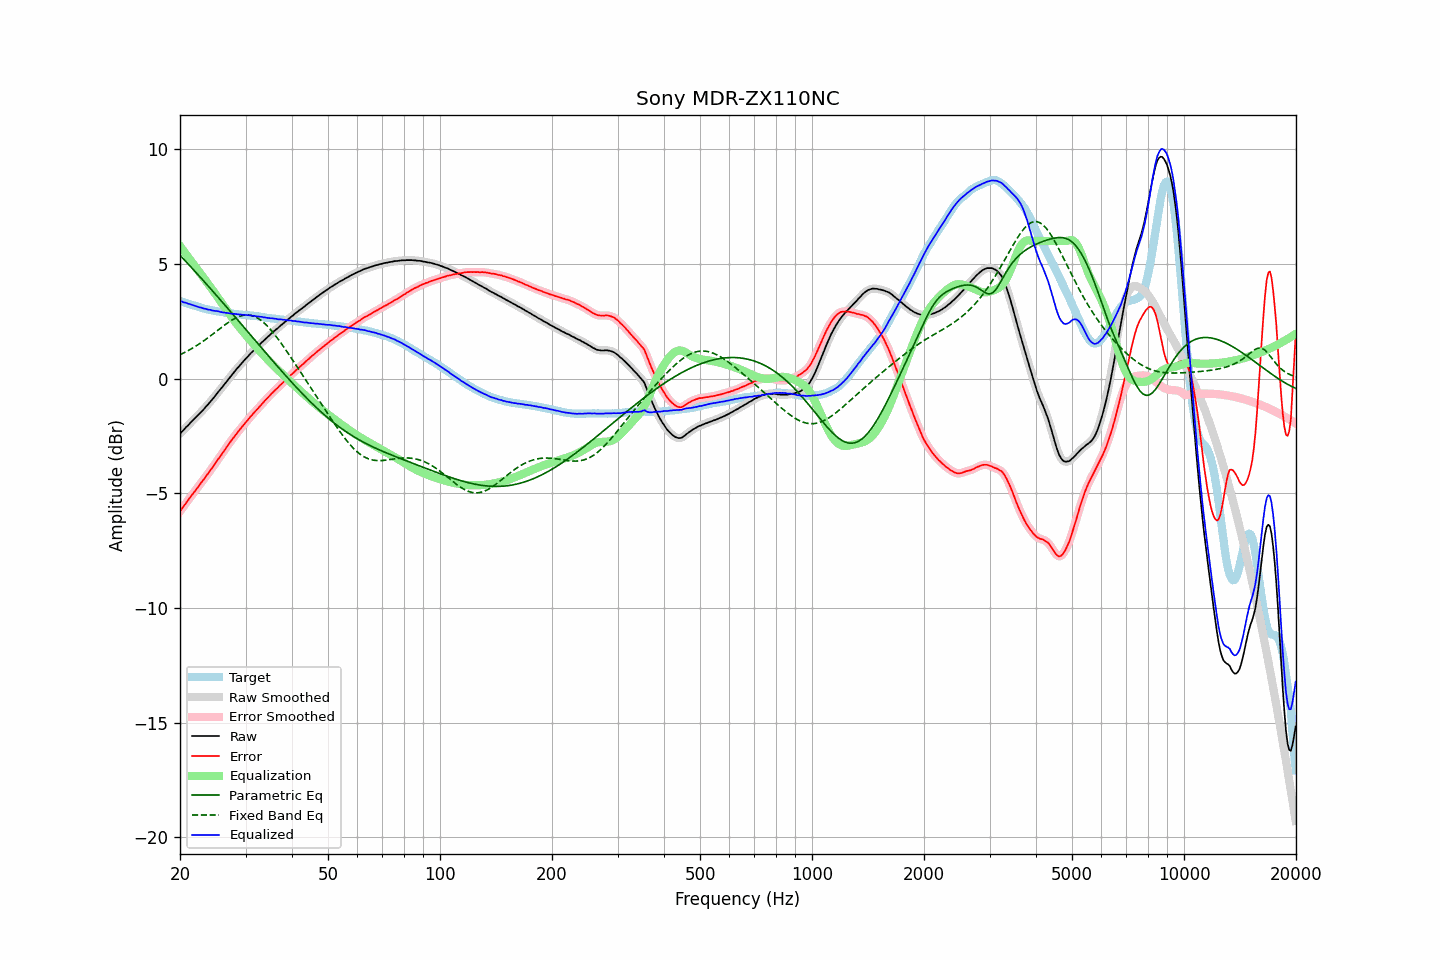 Sony MDR-ZX110NC
10
5
0
−5
−10
−15
−20
Amplitude (dBr)
Target
Raw Smoothed
Error Smoothed
Raw
Error
Equalization
Parametric Eq
Fixed Band Eq
Equalized
20 50 100 200 500 1000 2000 5000 10000 20000
Frequency (Hz)